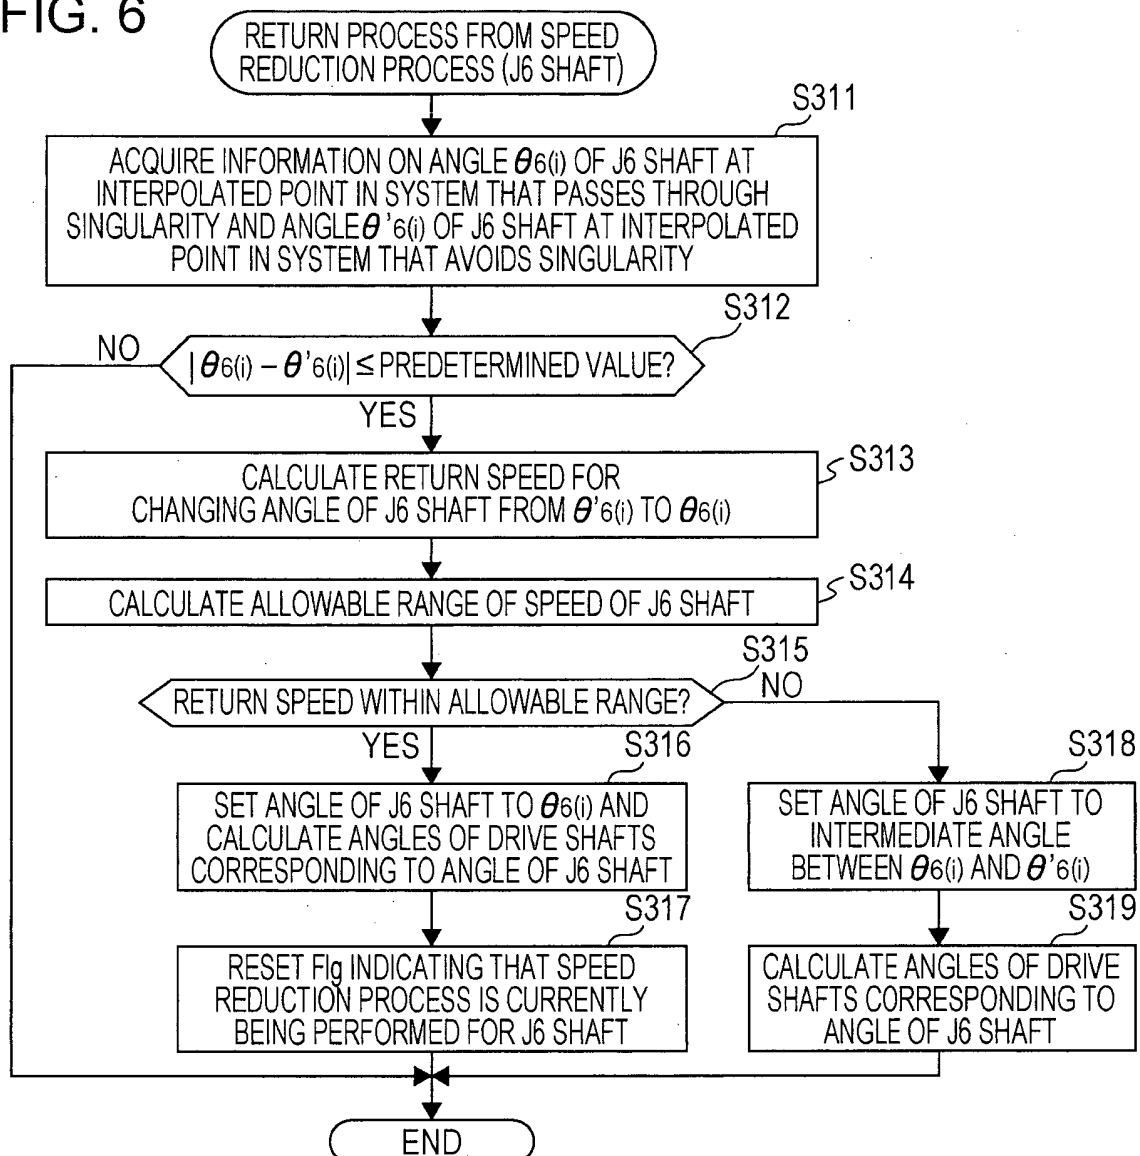 FIG. 6
RETURN PROCESS FROM SPEED
REDUCTION PROCESS (J6 SHAFT)
S311
ACQUIRE INFORMATION ON ANGLE θ6(i) OF J6 SHAFT AT
INTERPOLATED POINT IN SYSTEM THAT PASSES THROUGH
SINGULARITY AND ANGLE θ'6(i) OF J6 SHAFT AT INTERPOLATED
POINT IN SYSTEM THAT AVOIDS SINGULARITY
S312
NO
|θ6(i) – θ'6(i)| ≤ PREDETERMINED VALUE?
YES
S313
CALCULATE RETURN SPEED FOR
CHANGING ANGLE OF J6 SHAFT FROM θ'6(i) TO θ6(i)
S314
CALCULATE ALLOWABLE RANGE OF SPEED OF J6 SHAFT
S315
RETURN SPEED WITHIN ALLOWABLE RANGE?
NO
YES
S316
SET ANGLE OF J6 SHAFT TO θ6(i) AND
CALCULATE ANGLES OF DRIVE SHAFTS
CORRESPONDING TO ANGLE OF J6 SHAFT
S317
RESET Flg INDICATING THAT SPEED
REDUCTION PROCESS IS CURRENTLY
BEING PERFORMED FOR J6 SHAFT
S318
SET ANGLE OF J6 SHAFT TO
INTERMEDIATE ANGLE
BETWEEN θ6(i) AND θ'6(i)
S319
CALCULATE ANGLES OF DRIVE
SHAFTS CORRESPONDING TO
ANGLE OF J6 SHAFT
END